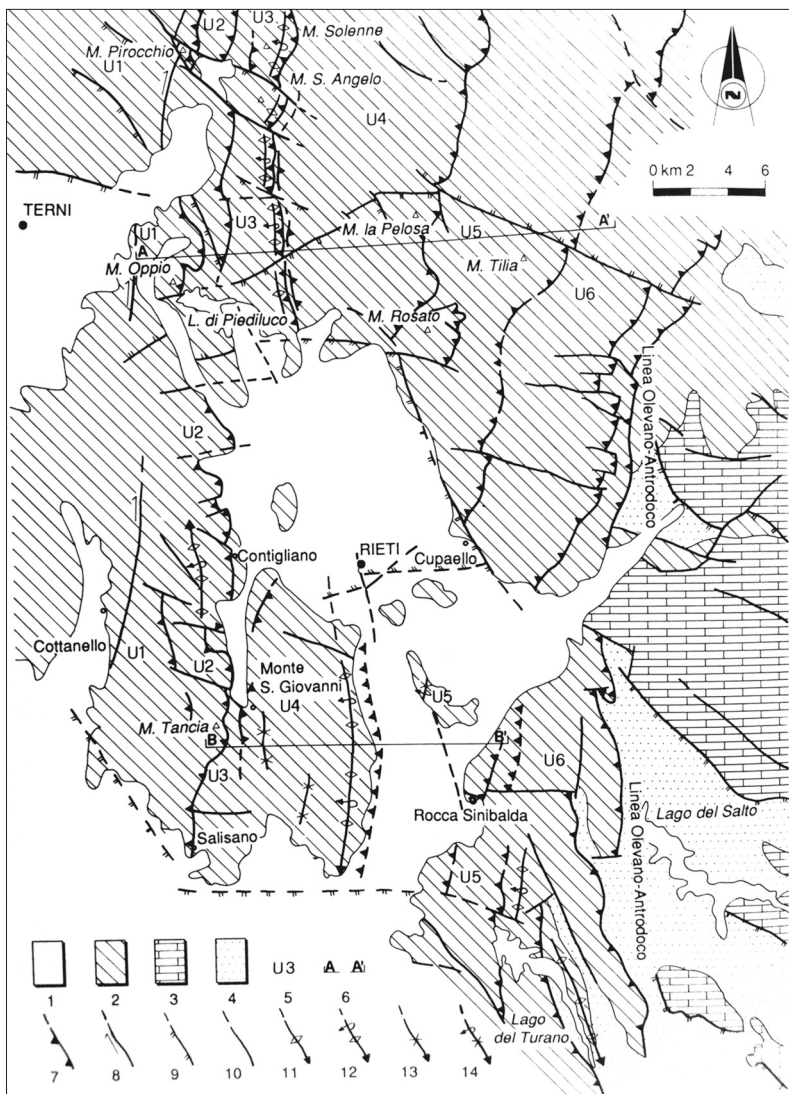 U2
U3
M. Solenne
M. Pirocchio
U1
M. S. Angelo
U4
N
0 km 2 4 6
TERNI
U1
U3
M. la Pelosa
U5
A'
A
M. Oppio
M. Tilia
U6
L. di Piediluco
M. Rosato
Linea Olevano-Antrodoco
U2
Contigliano
RIETI
Cupaello
Cottanello
U1
U2
Monte
S. Giovanni
U4
U5
M. Tancia
B
B'
U3
U6
Rocca Sinibalda
Lago del Salto
Salisano
Linea Olevano-Antrodoco
U5
U3
A A'
1 2 3 4 5 6
Lago
del Turano
7 8 9 10 11 12 13 14